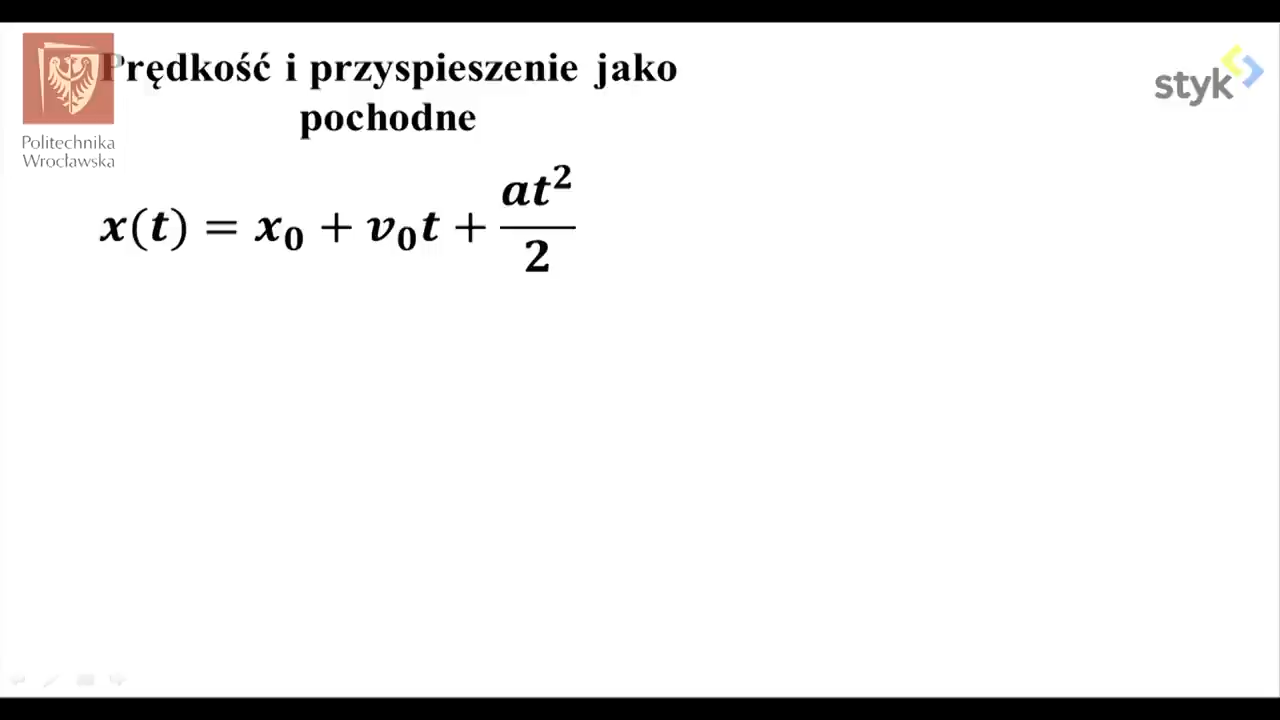 Prędkość i przyspieszenie jako
pochodne
Politechnika
Wrocławska
styk
x(t) = x₀ + v₀t + at²/2